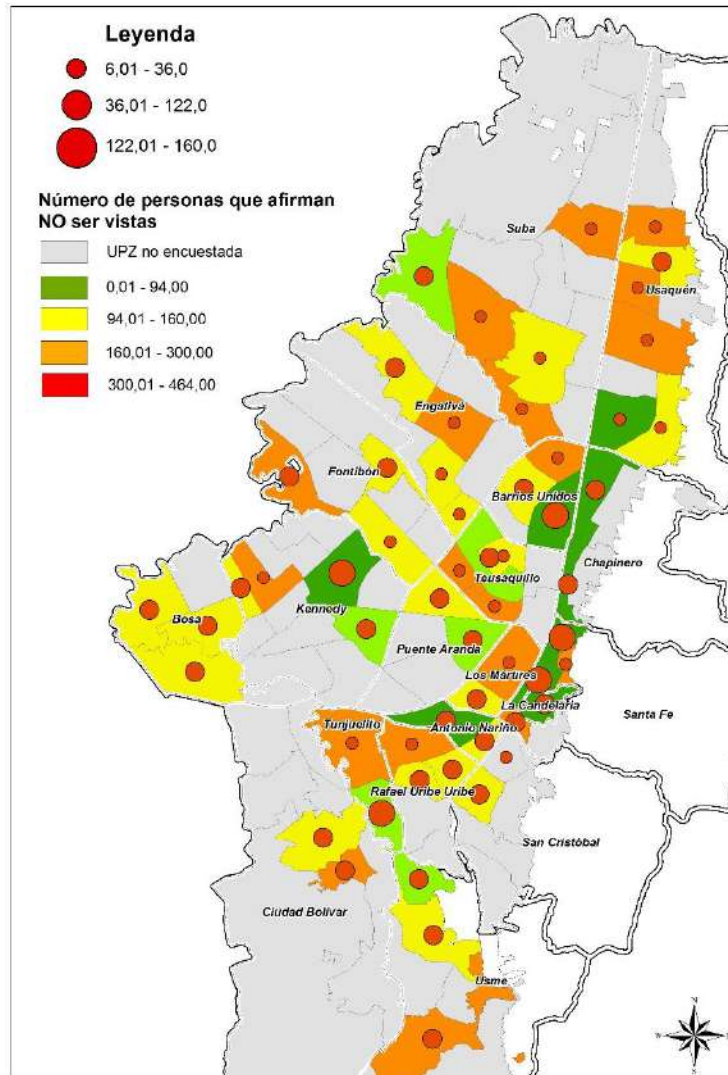 Leyenda
6,01 - 36,0
36,01 - 122,0
122,01 - 160,0
Número de personas que afirman
NO ser vistas
UPZ no encuestada
0,01 - 94,00
94,01 - 160,00
160,01 - 300,00
300,01 - 464,00
Suba
Usaquén
Engativá
Fontibón
Barrios Unidos
Chapinero
Teusaquillo
Kennedy
Bosa
Puente Aranda
Los Mártires
La Candelaria
Santa Fe
Tunjuelito
Antonio Nariño
Rafael Uribe Uribe
San Cristóbal
Ciudad Bolívar
Usme
N
W
S